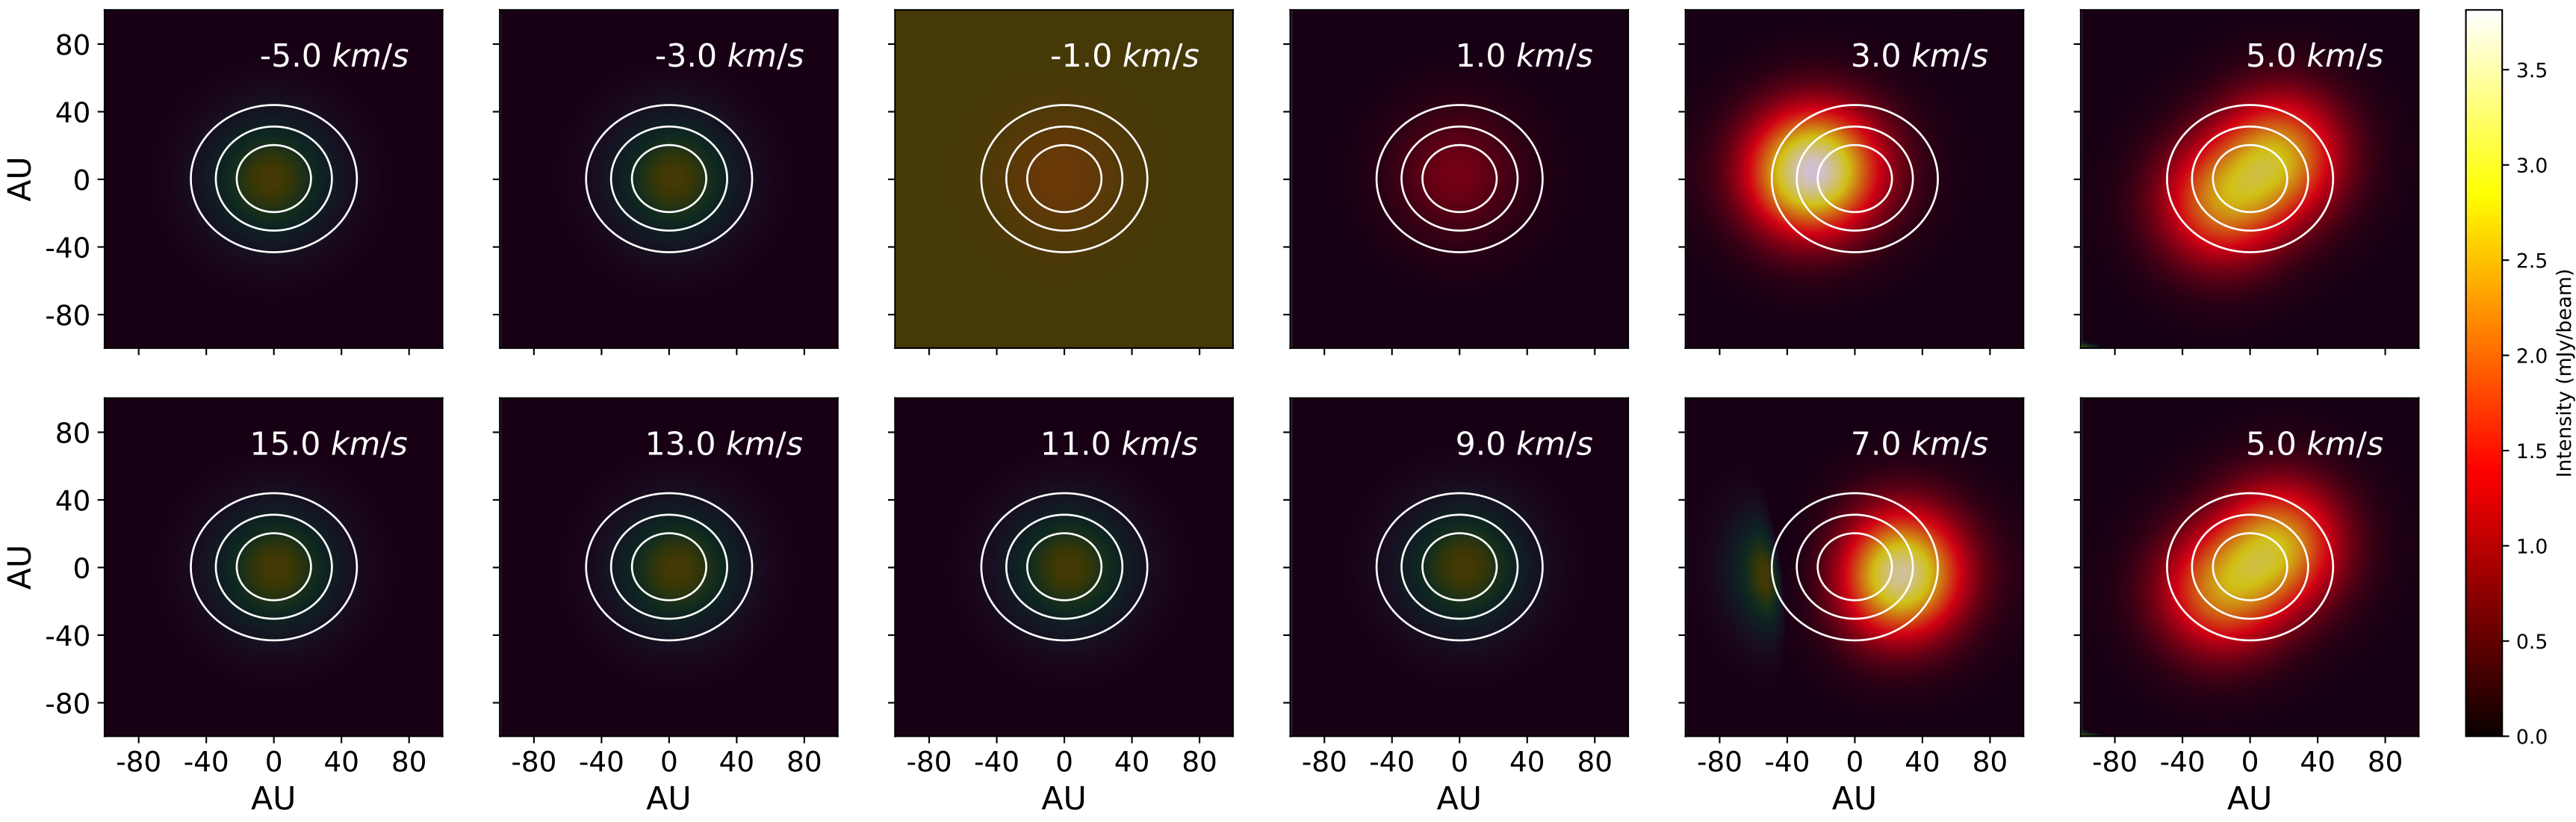 -5.0 km/s
-3.0 km/s
-1.0 km/s
1.0 km/s
3.0 km/s
5.0 km/s
80
40
0
-40
-80
AU
15.0 km/s
13.0 km/s
11.0 km/s
9.0 km/s
7.0 km/s
5.0 km/s
80
40
0
-40
-80
AU
-80 -40 0 40 80
-80 -40 0 40 80
-80 -40 0 40 80
-80 -40 0 40 80
-80 -40 0 40 80
-80 -40 0 40 80
AU
AU
AU
AU
AU
AU
3.5
3.0
2.5
2.0
1.5
1.0
0.5
0.0
Intensity (mJy/beam)